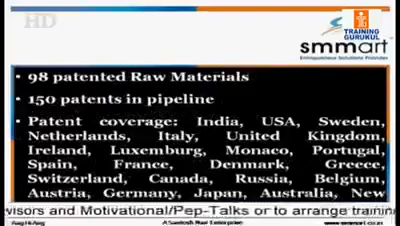 HD
TRAINING
GURUKUL
smmart
Entrepreneur Solutions Provider
• 98 patented Raw Materials
• 150 patents in pipeline
• Patent coverage: India, USA, Sweden,
Netherlands, Italy, United Kingdom,
Ireland, Luxemburg, Monaco, Portugal,
Spain, France, Denmark, Greece,
Switzerland, Canada, Russia, Belgium,
Austria, Germany, Japan, Australia, New
visors and Motivational/Pep-Talks or to arrange trainin
A Santosh Nair Enterprise
www.smmart.co.in